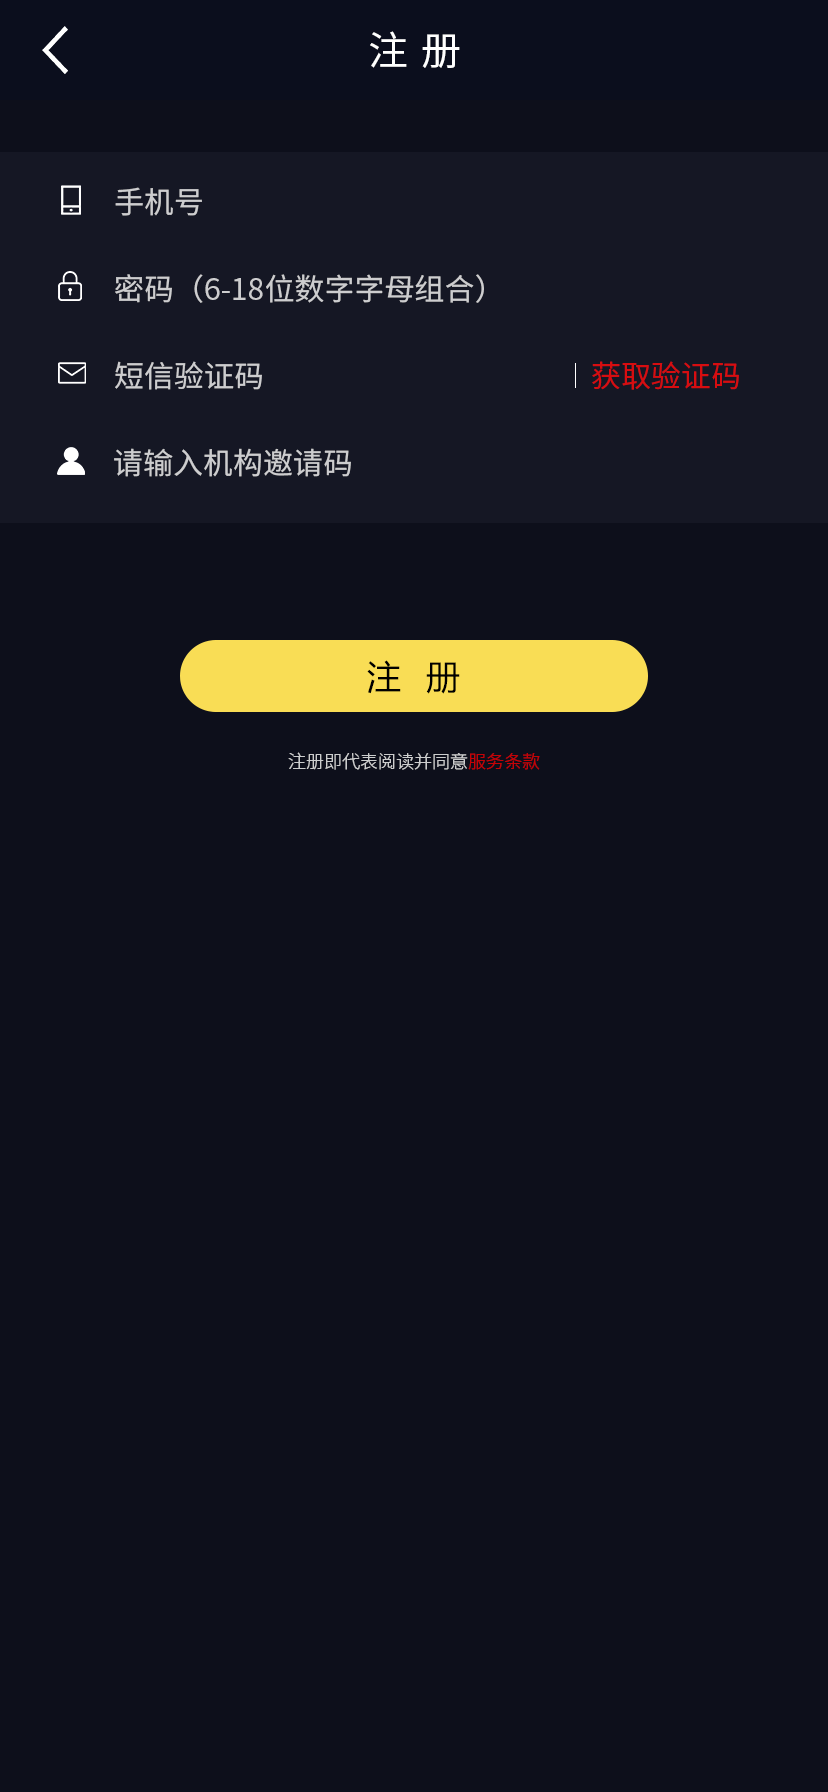 注 册
手机号
密码（6-18位数字字母组合）
短信验证码 获取验证码
请输入机构邀请码
注 册
注册即代表阅读并同意服务条款